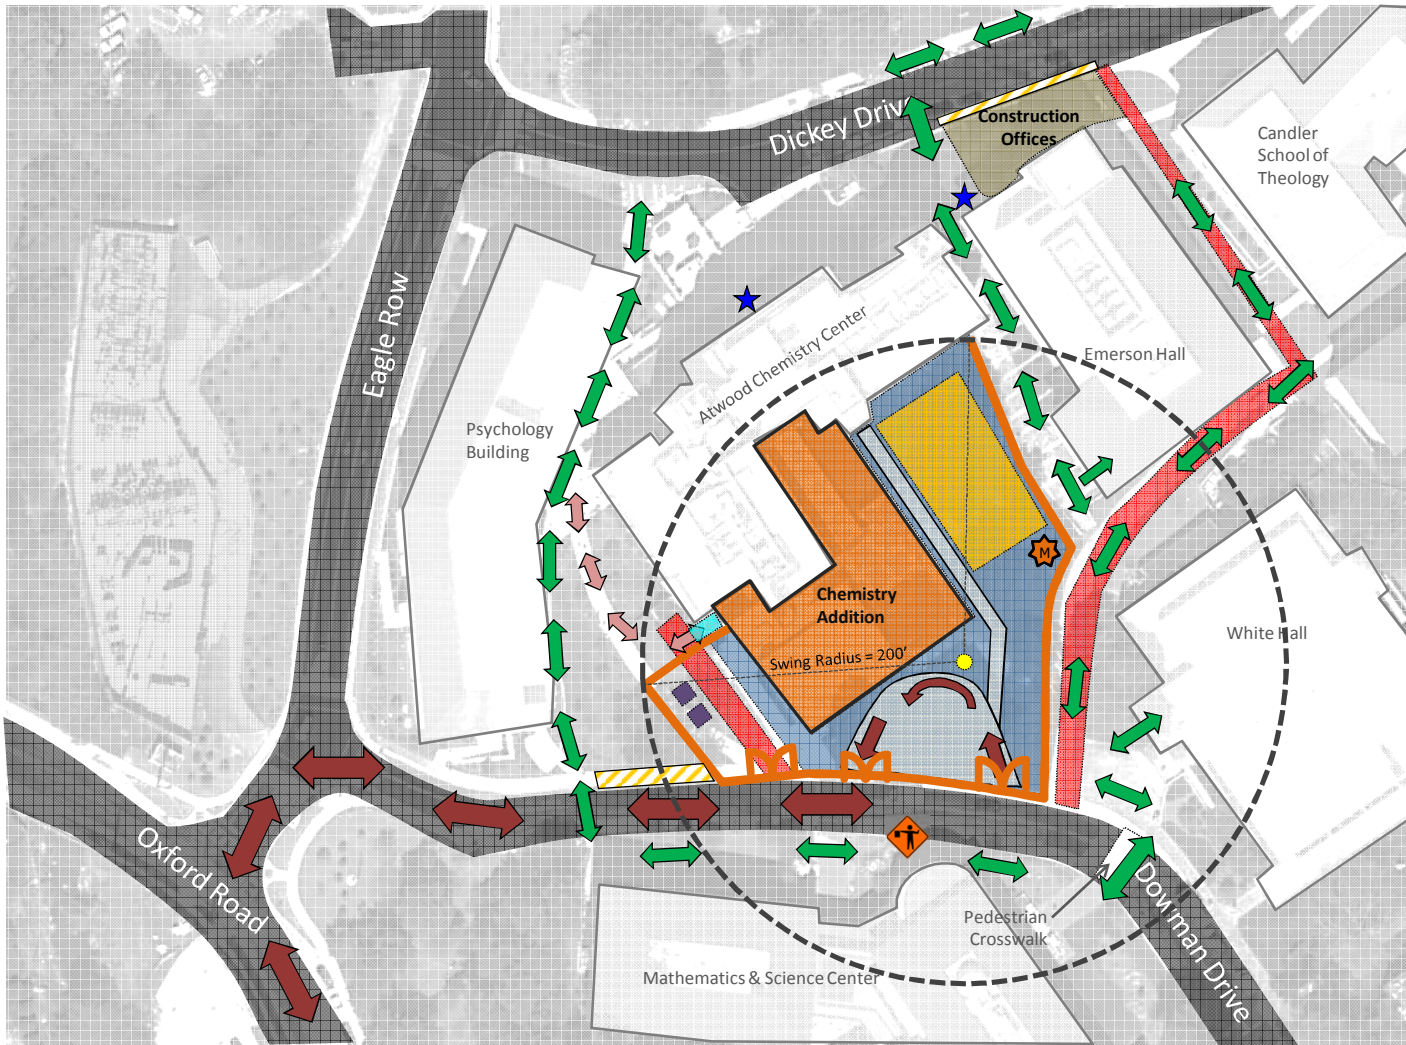 Dickey Drive
Construction
Offices
Candler
School of
Theology
Eagle Row
Atwood Chemistry Center
Emerson Hall
Psychology
Building
M
Chemistry
Addition
White Hall
Swing Radius = 200'
Oxford Road
Pedestrian
Crosswalk
Dowman Drive
Mathematics & Science Center